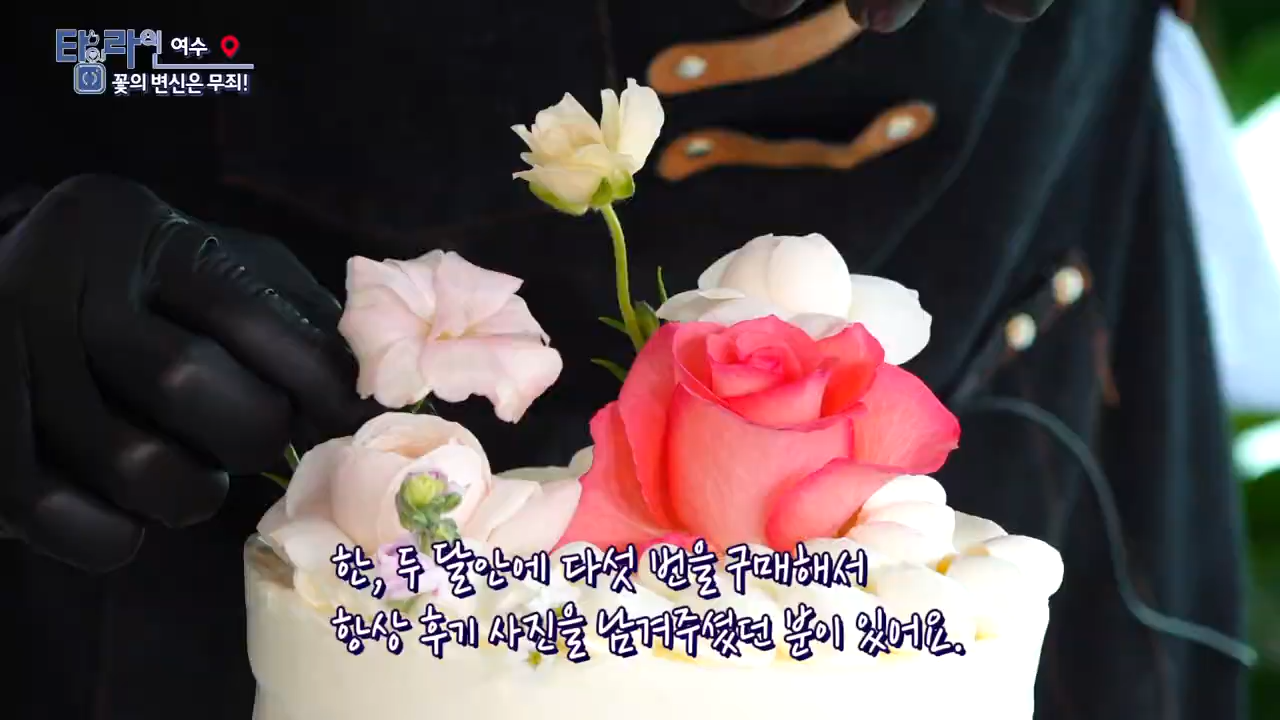 타임라인 여수
꽃의 변신은 무죄!
한, 두 달안에 다섯 번을 구매해서
항상 후기 사진을 남겨주셨던 분이 있어요.